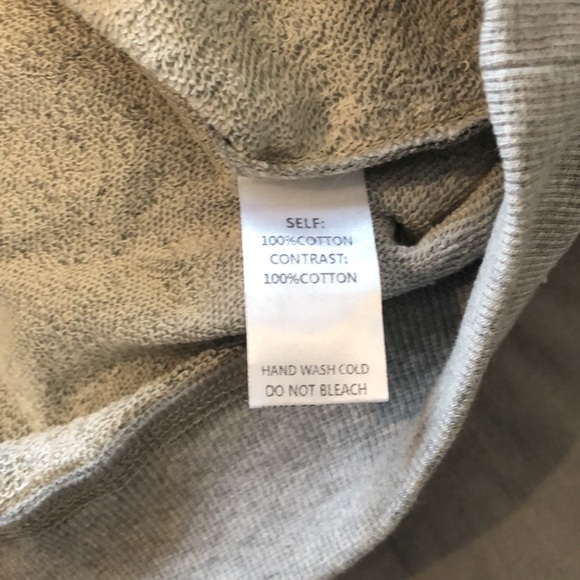 SELF:
100%COTTON
CONTRAST:
100%COTTON
HAND WASH COLD
DO NOT BLEACH